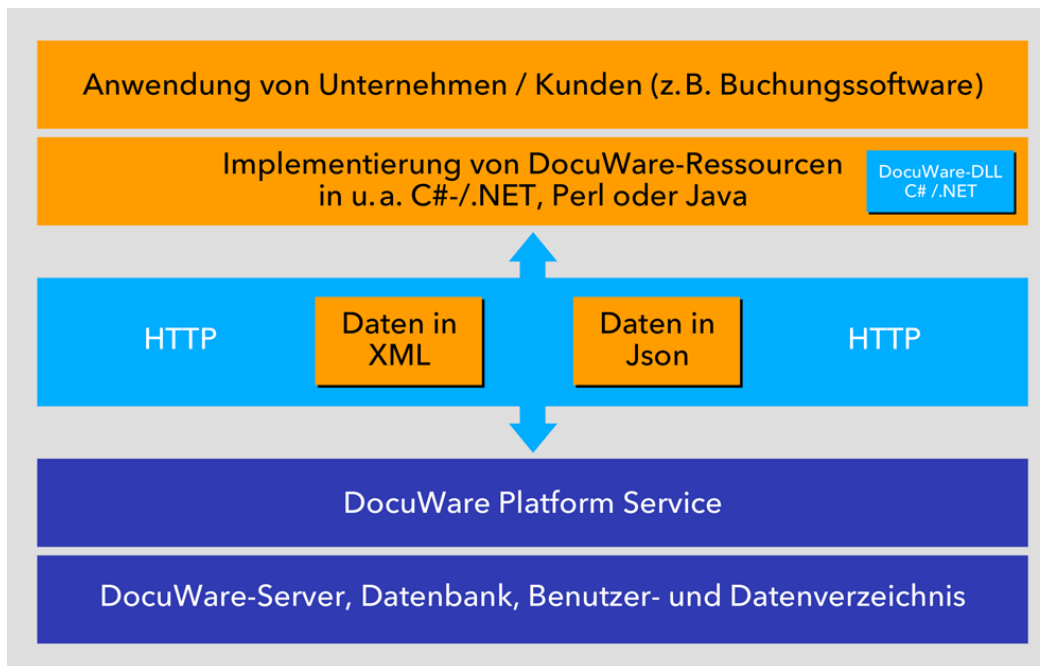 Anwendung von Unternehmen / Kunden (z. B. Buchungssoftware)
Implementierung von DocuWare-Ressourcen
in u. a. C#-/.NET, Perl oder Java
DocuWare-DLL
C# /.NET
HTTP
Daten in
XML
Daten in
Json
HTTP
DocuWare Platform Service
DocuWare-Server, Datenbank, Benutzer- und Datenverzeichnis